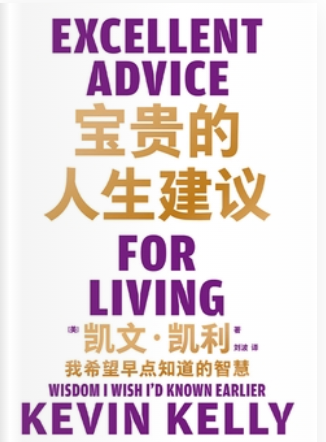 EXCELLENT
ADVICE
宝贵的
人生建议
FOR
LIVING
[美] 凯文·凯利 著
刘波 译
我希望早点知道的智慧
WISDOM I WISH I'D KNOWN EARLIER
KEVIN KELLY